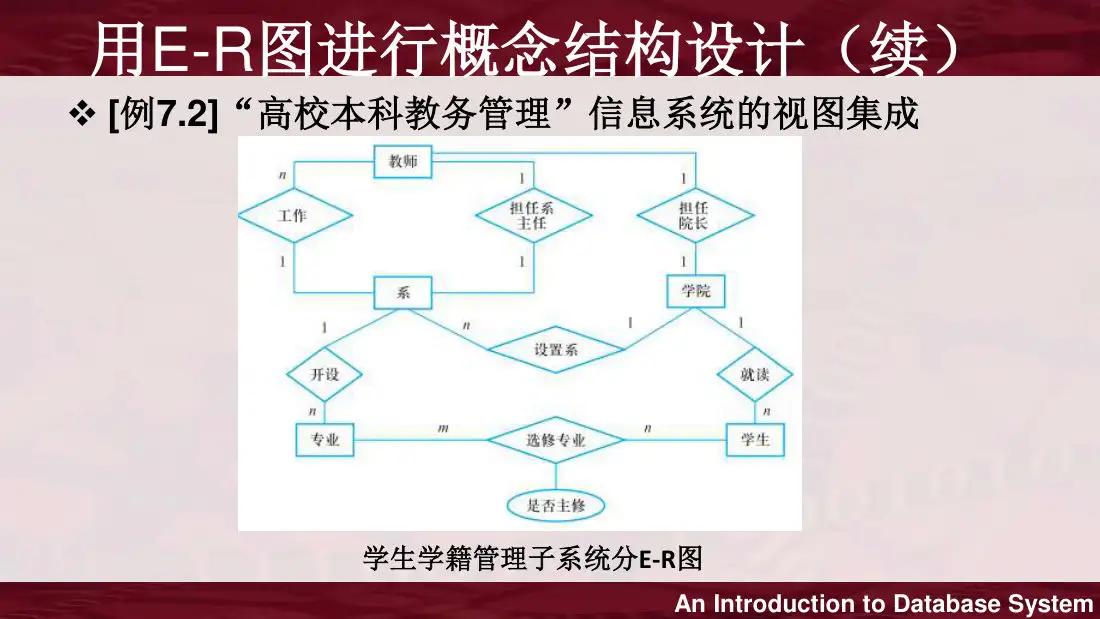 用E-R图进行概念结构设计（续）
❖ [例7.2]“高校本科教务管理”信息系统的视图集成
教师
n
1
1
工作
担任系
主任
担任
院长
1
1
1
系
学院
1
n
1
1
设置系
开设
就读
n
n
专业
m
选修专业
n
学生
是否主修
学生学籍管理子系统分E-R图
An Introduction to Database System